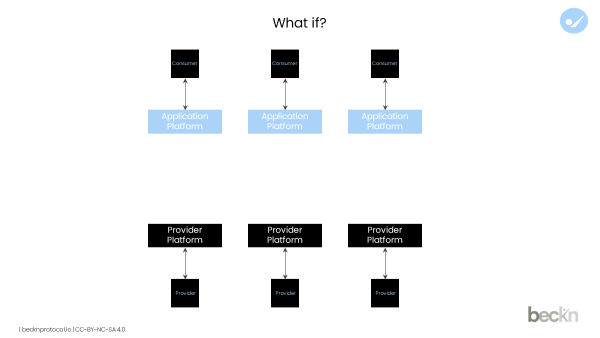 What if?
Consumer
Consumer
Consumer
Application
Platform
Application
Platform
Application
Platform
Provider
Platform
Provider
Platform
Provider
Platform
Provider
Provider
Provider
beckn
| becknprotocol.io | CC-BY-NC-SA 4.0